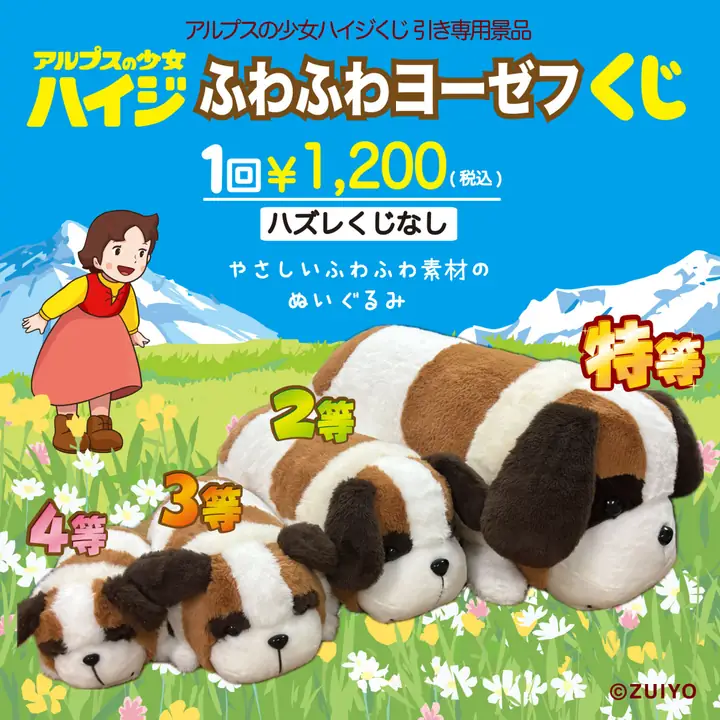 アルプスの少女ハイジくじ 引き専用景品
アルプスの少女
ハイジ
ふわふわヨーゼフくじ
1回¥1,200(税込)
ハズレくじなし
やさしいふわふわ素材の
ぬいぐるみ
特等
2等
3等
4等
©ZUIYO